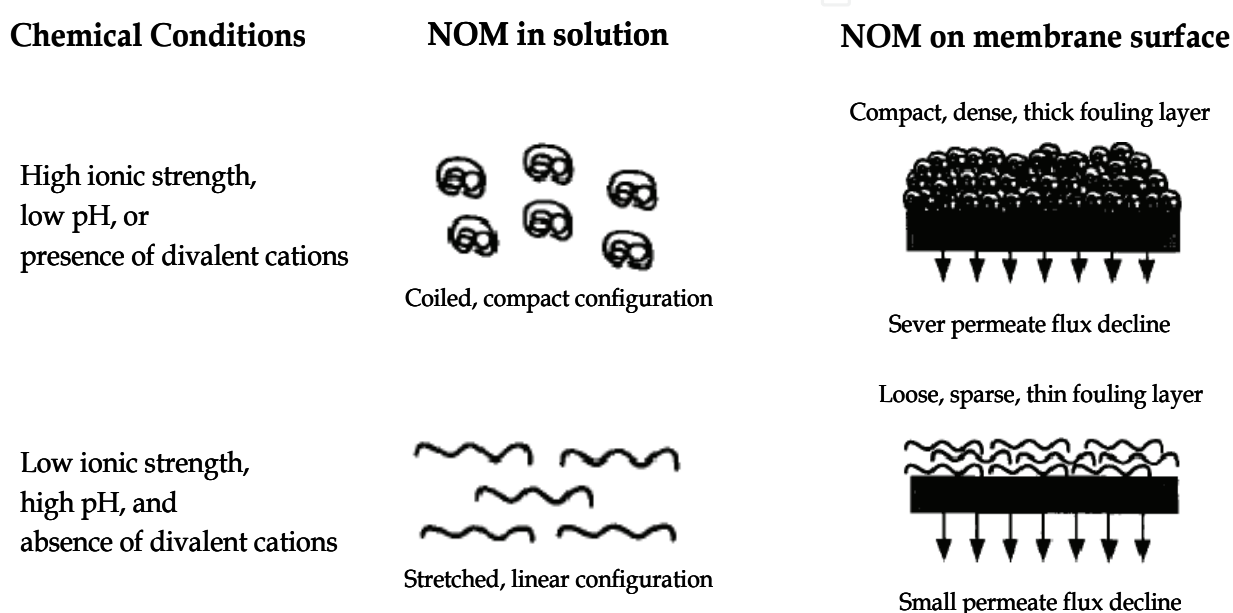 Chemical Conditions
NOM in solution
NOM on membrane surface
Compact, dense, thick fouling layer
High ionic strength,
low pH, or
presence of divalent cations
Coiled, compact configuration
Sever permeate flux decline
Loose, sparse, thin fouling layer
Low ionic strength,
high pH, and
absence of divalent cations
Stretched, linear configuration
Small permeate flux decline